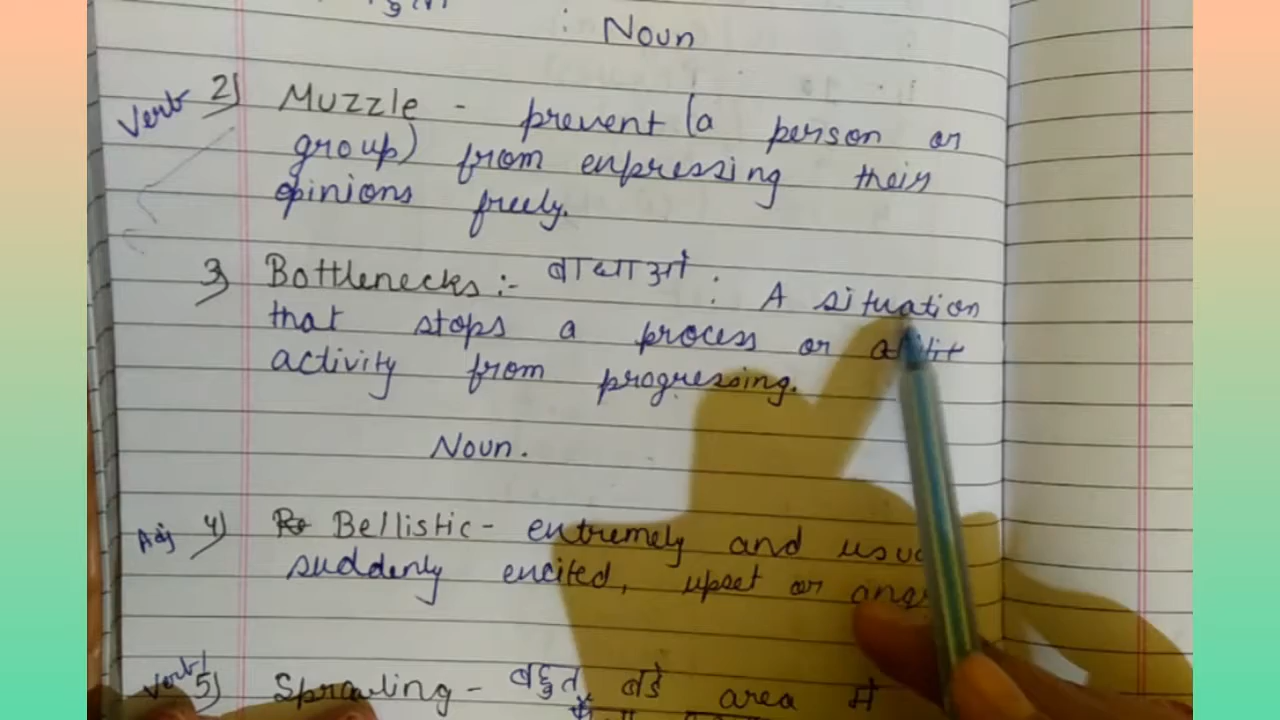 : Noun
Verb 2) Muzzle - prevent (a person or
group) from expressing their
opinions freely.
3) Bottlenecks :- बाधाओं : A situation
that stops a process or
activity from progressing.
Noun.
Adj 4) Bellistic - extremely and
suddenly excited, upset or
Verb 5) Sprawling - बहुत बडे area में